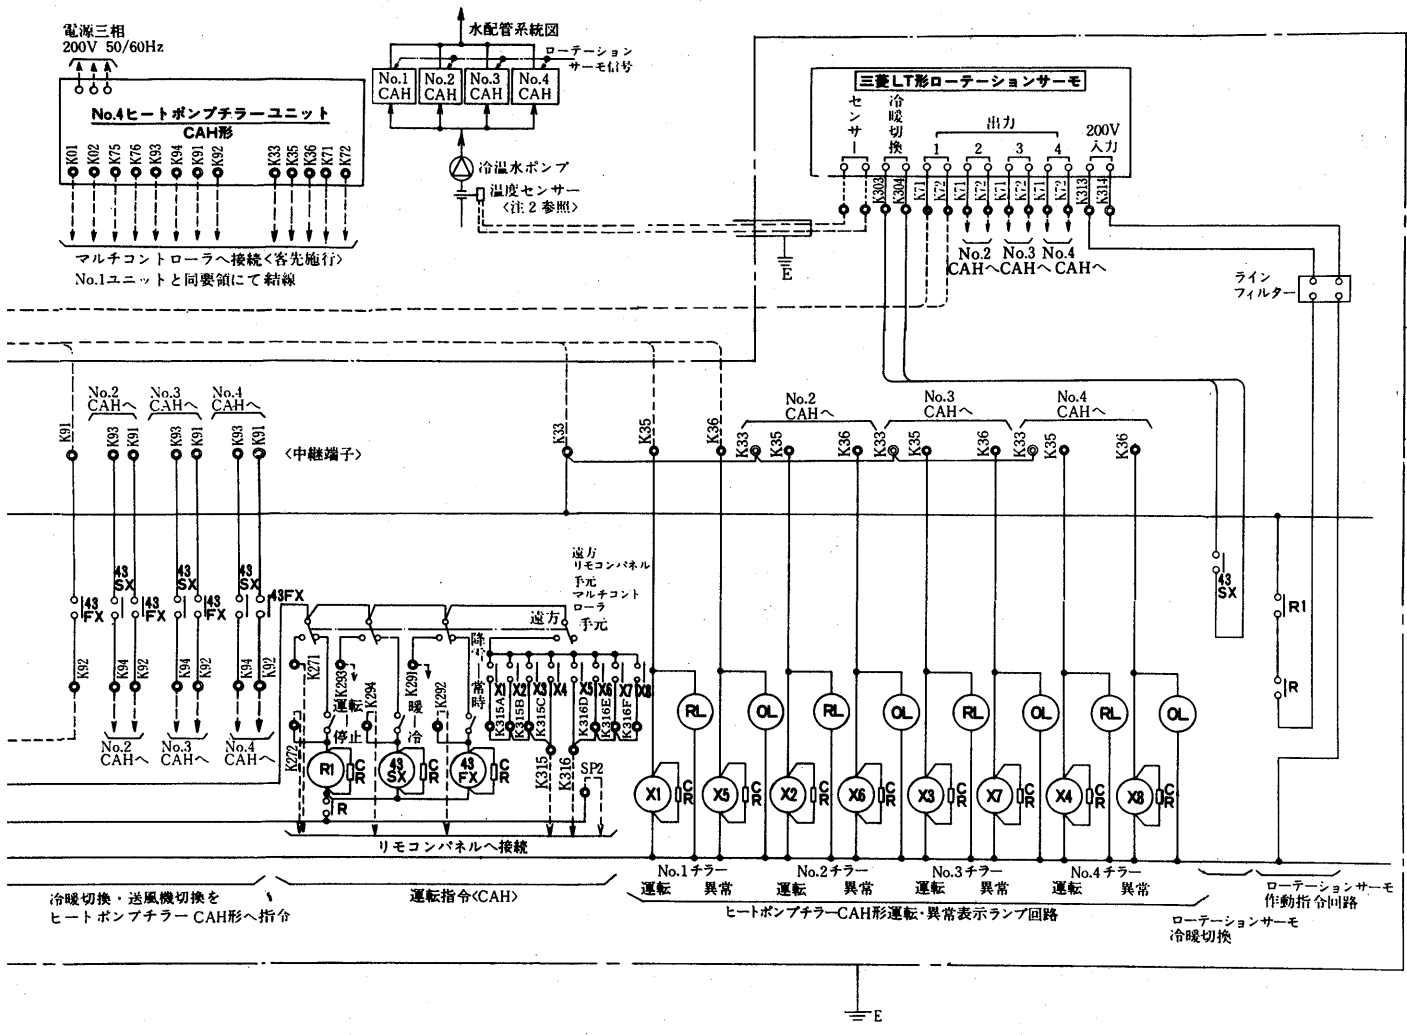 電源三相
200V 50/60Hz
No.4ヒートポンプチラーユニット
CAH形
K01 K02 K75 K76 K93 K94 K91 K92 K33 K35 K36 K71 K72
マルチコントローラへ接続〈客先施行〉
No.1ユニットと同要領にて結線
水配管系統図
ローテーション
サーモ信号
No.1 CAH
No.2 CAH
No.3 CAH
No.4 CAH
冷温水ポンプ
温度センサー
〈注2参照〉
E
三菱LT形ローテーションサーモ
センサー
冷暖切換
出力
1 2 3 4
200V
入力
K303 K304 K71 K72 K71 K72 K71 K72 K71 K72 K313 K314
No.2 CAHへ
No.3 CAHへ
No.4 CAHへ
ライン
フィルター
K91
No.2 CAHへ
No.3 CAHへ
No.4 CAHへ
K93 K91 K93 K91 K93 K91
〈中継端子〉
K33 K35 K36
No.2 CAHへ
No.3 CAHへ
No.4 CAHへ
K33 K35 K36 K33 K35 K36 K33 K35 K36
43 FX
43 SX
43 FX
43 SX
43 FX
43 SX
43FX
K92 K94 K92 K94 K92 K94 K92
No.2 CAHへ
No.3 CAHへ
No.4 CAHへ
遠方
リモコンパネル
手元
マルチコント
ローラ
遠方
手元
K271 K293 K294 K291 K292 K272
運転
停止
暖
冷
常時
X1 X2 X3 X4 X5 X6 X7 X8
K315A K315B K315C K316D K316E K316F
K315 K316
SP2
R1 CR
43 SX CR
43 FX CR
R
リモコンパネルへ接続
43 SX
R1
R
RL OL RL OL RL OL RL OL
X1 CR X5 CR X2 CR X6 CR X3 CR X7 CR X4 CR X8 CR
No.1チラー
運転 異常
No.2チラー
運転 異常
No.3チラー
運転 異常
No.4チラー
運転 異常
冷暖切換・送風機切換を
ヒートポンプチラーCAH形へ指令
運転指令〈CAH〉
ヒートポンプチラーCAH形運転・異常表示ランプ回路
ローテーションサーモ
冷暖切換
ローテーションサーモ
作動指令回路
E